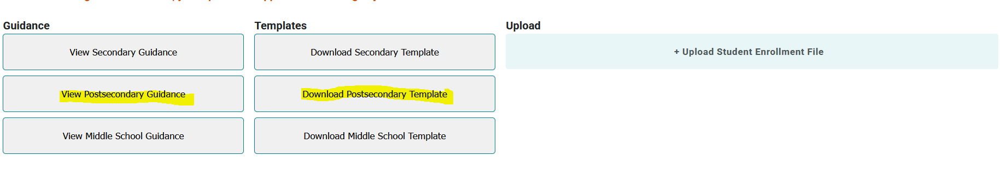 Guidance
View Secondary Guidance
View Postsecondary Guidance
View Middle School Guidance
Templates
Download Secondary Template
Download Postsecondary Template
Download Middle School Template
Upload
+ Upload Student Enrollment File